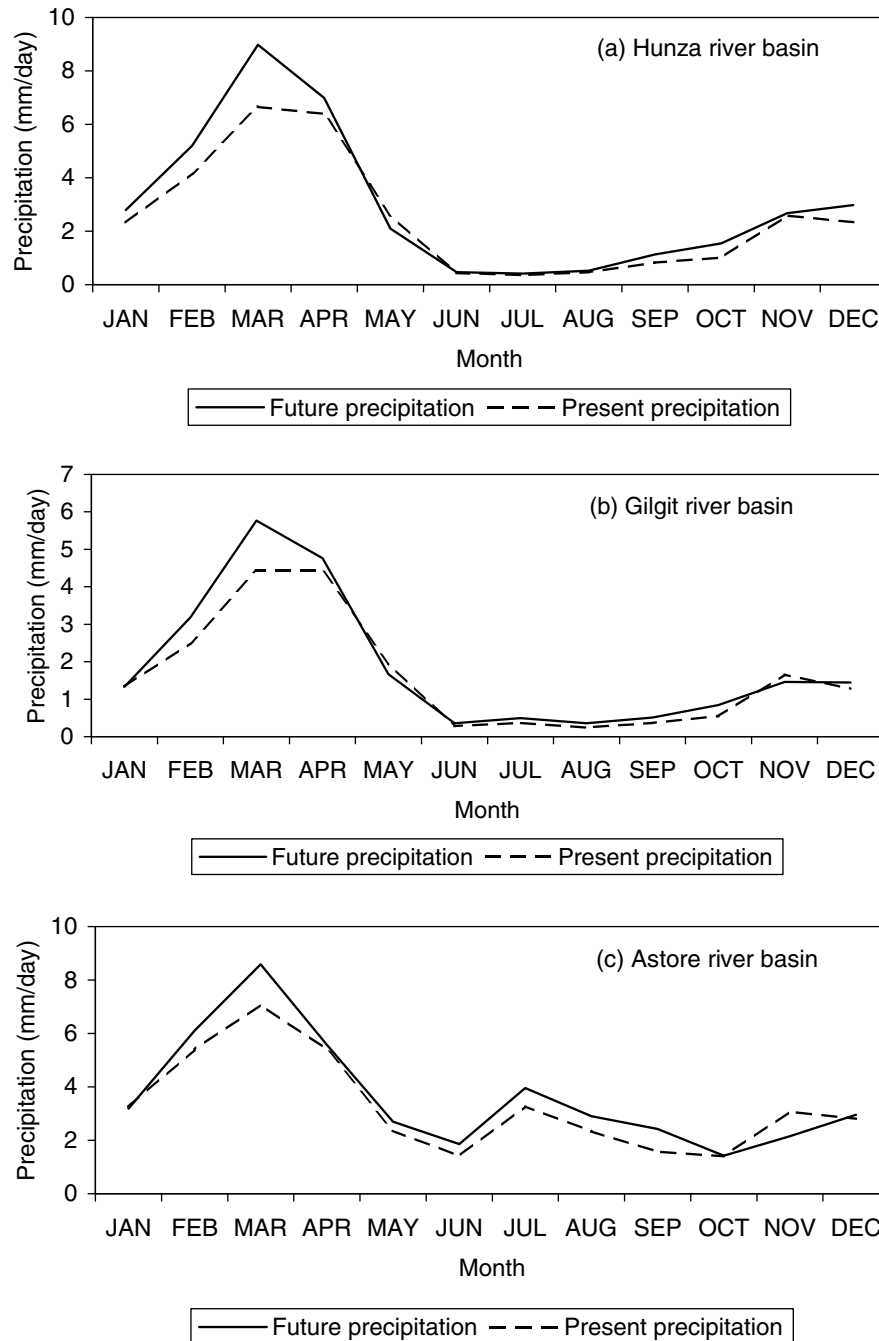 10
8
6
4
2
0
Precipitation (mm/day)
(a) Hunza river basin
JAN FEB MAR APR MAY JUN JUL AUG SEP OCT NOV DEC
Month
Future precipitation Present precipitation
7
6
5
4
3
2
1
0
Precipitation (mm/day)
(b) Gilgit river basin
JAN FEB MAR APR MAY JUN JUL AUG SEP OCT NOV DEC
Month
Future precipitation Present precipitation
10
8
6
4
2
0
Precipitation (mm/day)
(c) Astore river basin
JAN FEB MAR APR MAY JUN JUL AUG SEP OCT NOV DEC
Month
Future precipitation Present precipitation